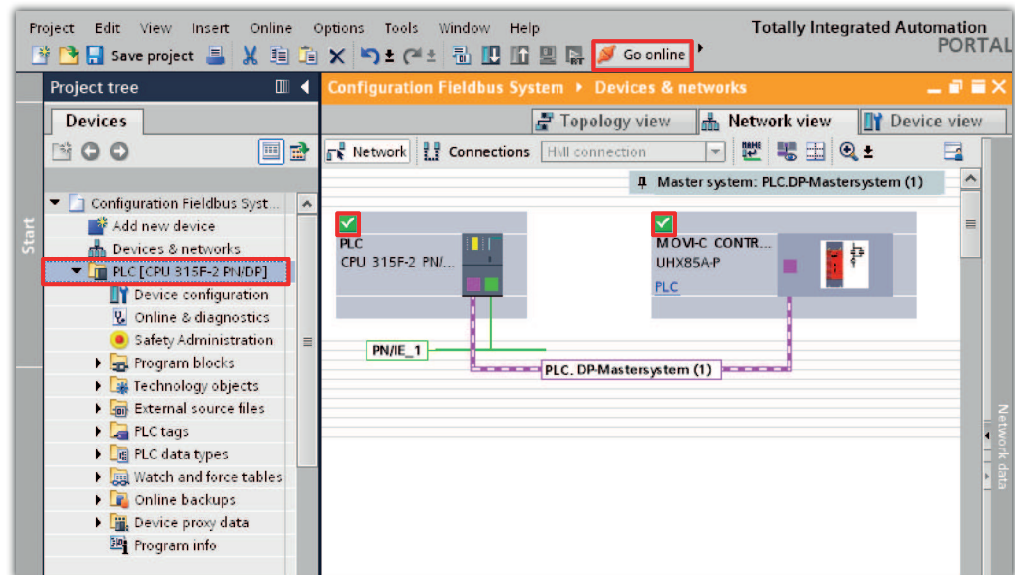 Project Edit View Insert Online Options Tools Window Help
Totally Integrated Automation
PORTAL
Save project
Go online
Project tree
Configuration Fieldbus System ▸ Devices & networks
Devices
Topology view
Network view
Device view
Network
Connections
HMI connection
Master system: PLC.DP-Mastersystem (1)
Start
Configuration Fieldbus Syst...
Add new device
Devices & networks
PLC [CPU 315F-2 PN/DP]
Device configuration
Online & diagnostics
Safety Administration
Program blocks
Technology objects
External source files
PLC tags
PLC data types
Watch and force tables
Online backups
Device proxy data
Program info
PLC
CPU 315F-2 PN/...
MOVI-C CONTR...
UHX85A-P
PLC
PN/IE_1
PLC. DP-Mastersystem (1)
Network data